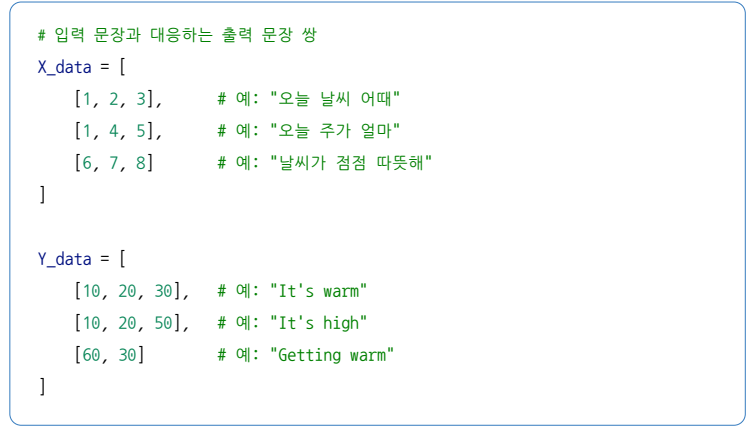 # 입력 문장과 대응하는 출력 문장 쌍
X_data = [
    [1, 2, 3],      # 예: "오늘 날씨 어때"
    [1, 4, 5],      # 예: "오늘 주가 얼마"
    [6, 7, 8]       # 예: "날씨가 점점 따뜻해"
]

Y_data = [
    [10, 20, 30],   # 예: "It's warm"
    [10, 20, 50],   # 예: "It's high"
    [60, 30]        # 예: "Getting warm"
]